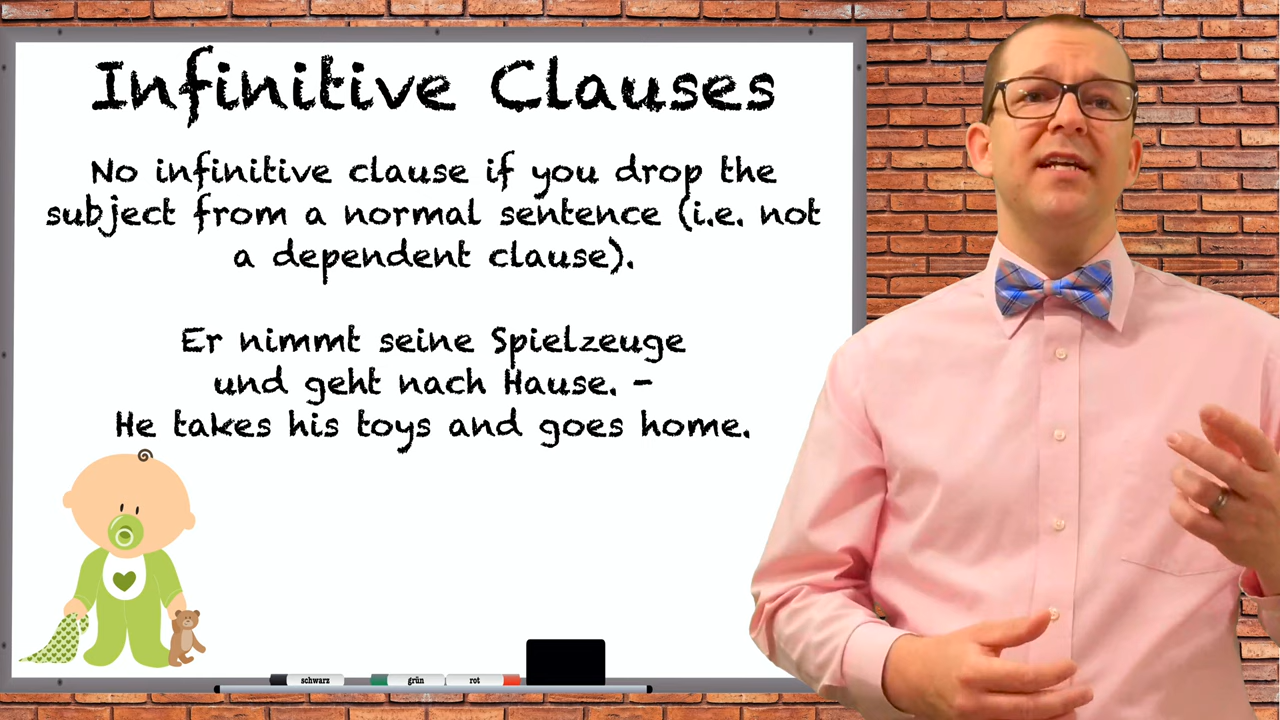 Infinitive Clauses
No infinitive clause if you drop the
subject from a normal sentence (i.e. not
a dependent clause).
Er nimmt seine Spielzeuge
und geht nach Hause. –
He takes his toys and goes home.
schwarz grün rot